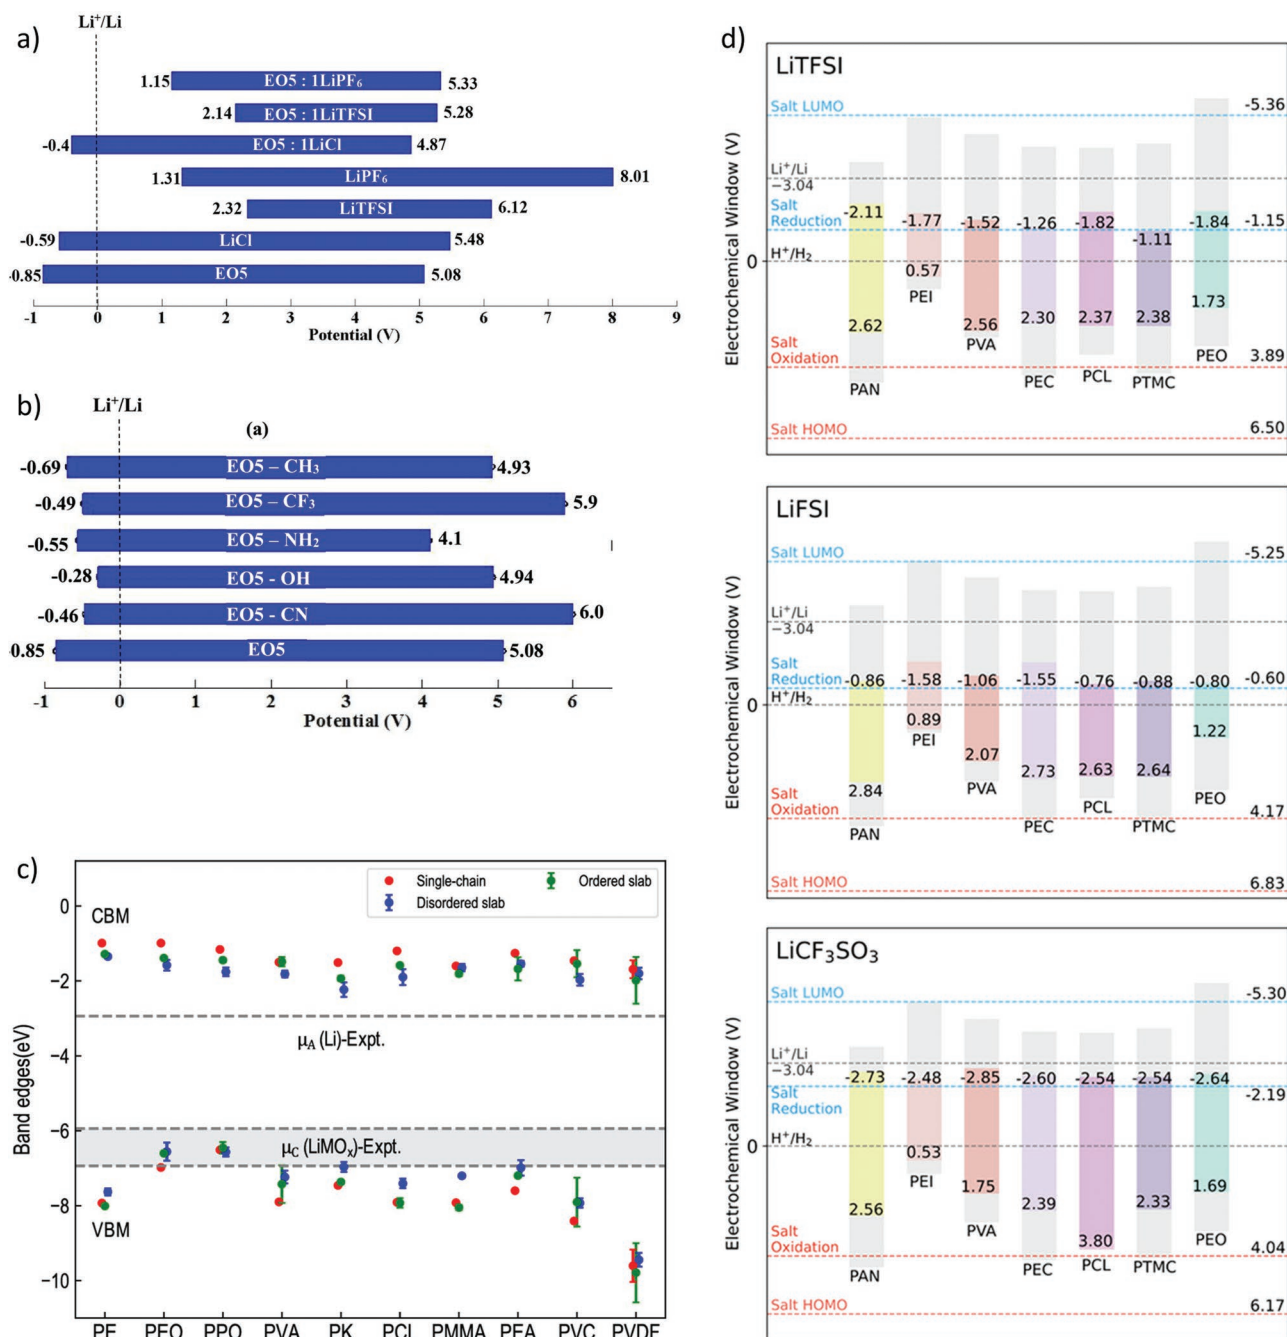 a)
Li⁺/Li
1.15 EO5 : 1LiPF₆ 5.33
2.14 EO5 : 1LiTFSI 5.28
-0.4 EO5 : 1LiCl 4.87
1.31 LiPF₆ 8.01
2.32 LiTFSI 6.12
-0.59 LiCl 5.48
-0.85 EO5 5.08
-1 0 1 2 3 4 5 6 7 8 9
Potential (V)
b)
Li⁺/Li
(a)
-0.69 EO5 – CH₃ 4.93
-0.49 EO5 – CF₃ 5.9
-0.55 EO5 – NH₂ 4.1
-0.28 EO5 - OH 4.94
-0.46 EO5 - CN 6.0
0.85 EO5 5.08
-1 0 1 2 3 4 5 6
Potential (V)
c)
Single-chain
Ordered slab
Disordered slab
CBM
μA (Li)-Expt.
μC (LiMOx)-Expt.
VBM
Band edges(eV)
0
−2
−4
−6
−8
−10
PE PEO PPO PVA PK PCL PMMA PEA PVC PVDF
d)
LiTFSI
Electrochemical Window (V)
Salt LUMO -5.36
Li⁺/Li
−3.04
Salt
Reduction -1.15
-2.11 -1.77 -1.52 -1.26 -1.82 -1.11 -1.84
H⁺/H₂
0
0.57
PEI
2.62 2.56 2.30 2.37 2.38 1.73
PVA
Salt
Oxidation 3.89
PAN PEC PCL PTMC PEO
Salt HOMO 6.50
LiFSI
Electrochemical Window (V)
Salt LUMO -5.25
Li⁺/Li
−3.04
Salt
Reduction -0.60
-0.86 -1.58 -1.06 -1.55 -0.76 -0.88 -0.80
H⁺/H₂
0
0.89
PEI
2.84 2.07 2.73 2.63 2.64 1.22
PVA
Salt
Oxidation 4.17
PAN PEC PCL PTMC PEO
Salt HOMO 6.83
LiCF₃SO₃
Electrochemical Window (V)
Salt LUMO -5.30
Li⁺/Li
−3.04
-2.73 -2.48 -2.85 -2.60 -2.54 -2.54 -2.64
Salt
Reduction -2.19
H⁺/H₂
0
0.53
PEI
2.56 1.75 2.39 3.80 2.33 1.69
PVA
Salt
Oxidation 4.04
PAN PEC PCL PTMC PEO
Salt HOMO 6.17